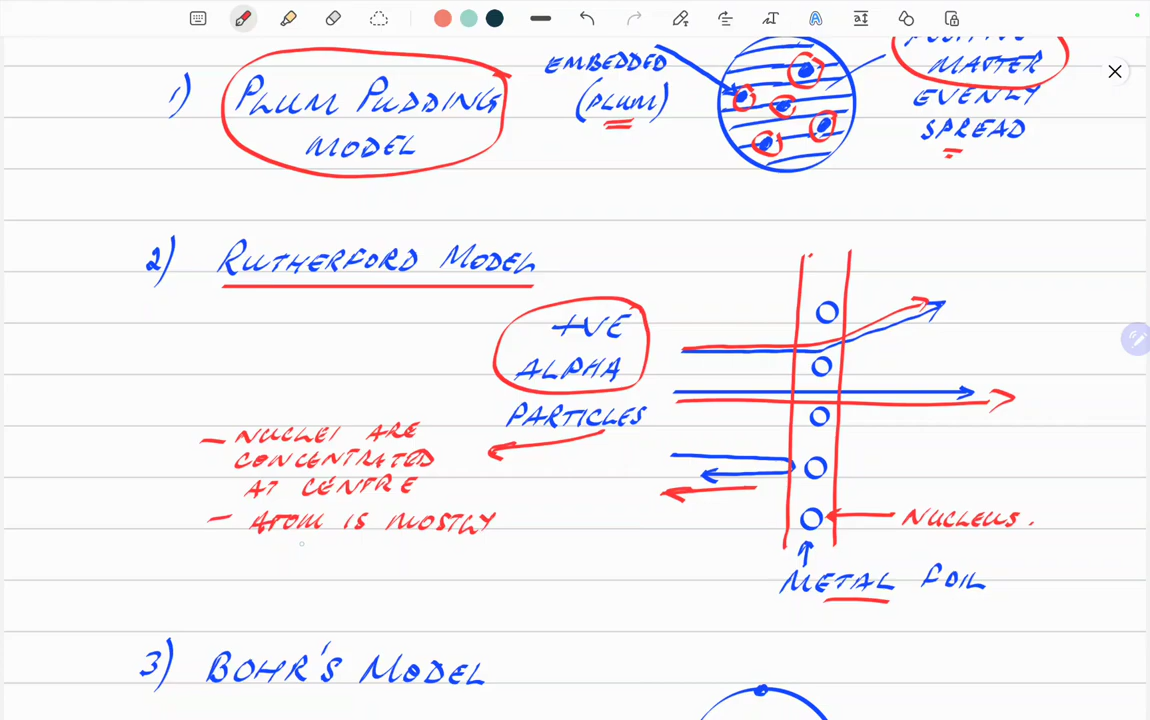 EMBEDDED
(PLUM)
MATTER
EVENLY
SPREAD
1) PLUM PUDDING
MODEL
2) RUTHERFORD MODEL
+VE
ALPHA
PARTICLES
- NUCLEI ARE
CONCENTRATED
AT CENTRE
- ATOM IS MOSTLY
NUCLEUS.
METAL FOIL
3) BOHR'S MODEL